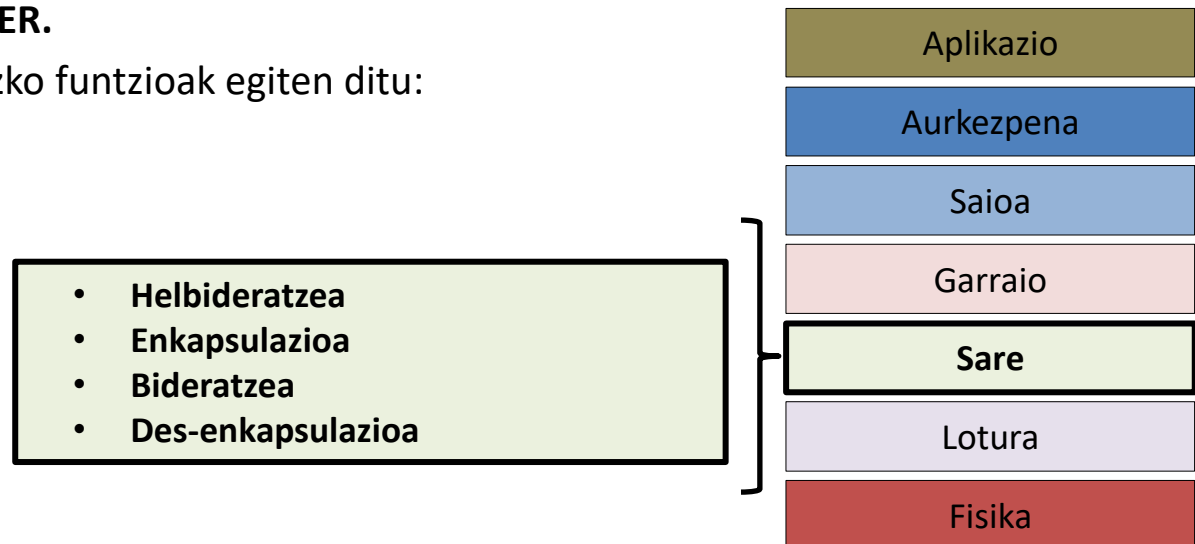 ER.
zko funtzioak egiten ditu:
• Helbideratzea
• Enkapsulazioa
• Bideratzea
• Des-enkapsulazioa
Aplikazio
Aurkezpena
Saioa
Garraio
Sare
Lotura
Fisika